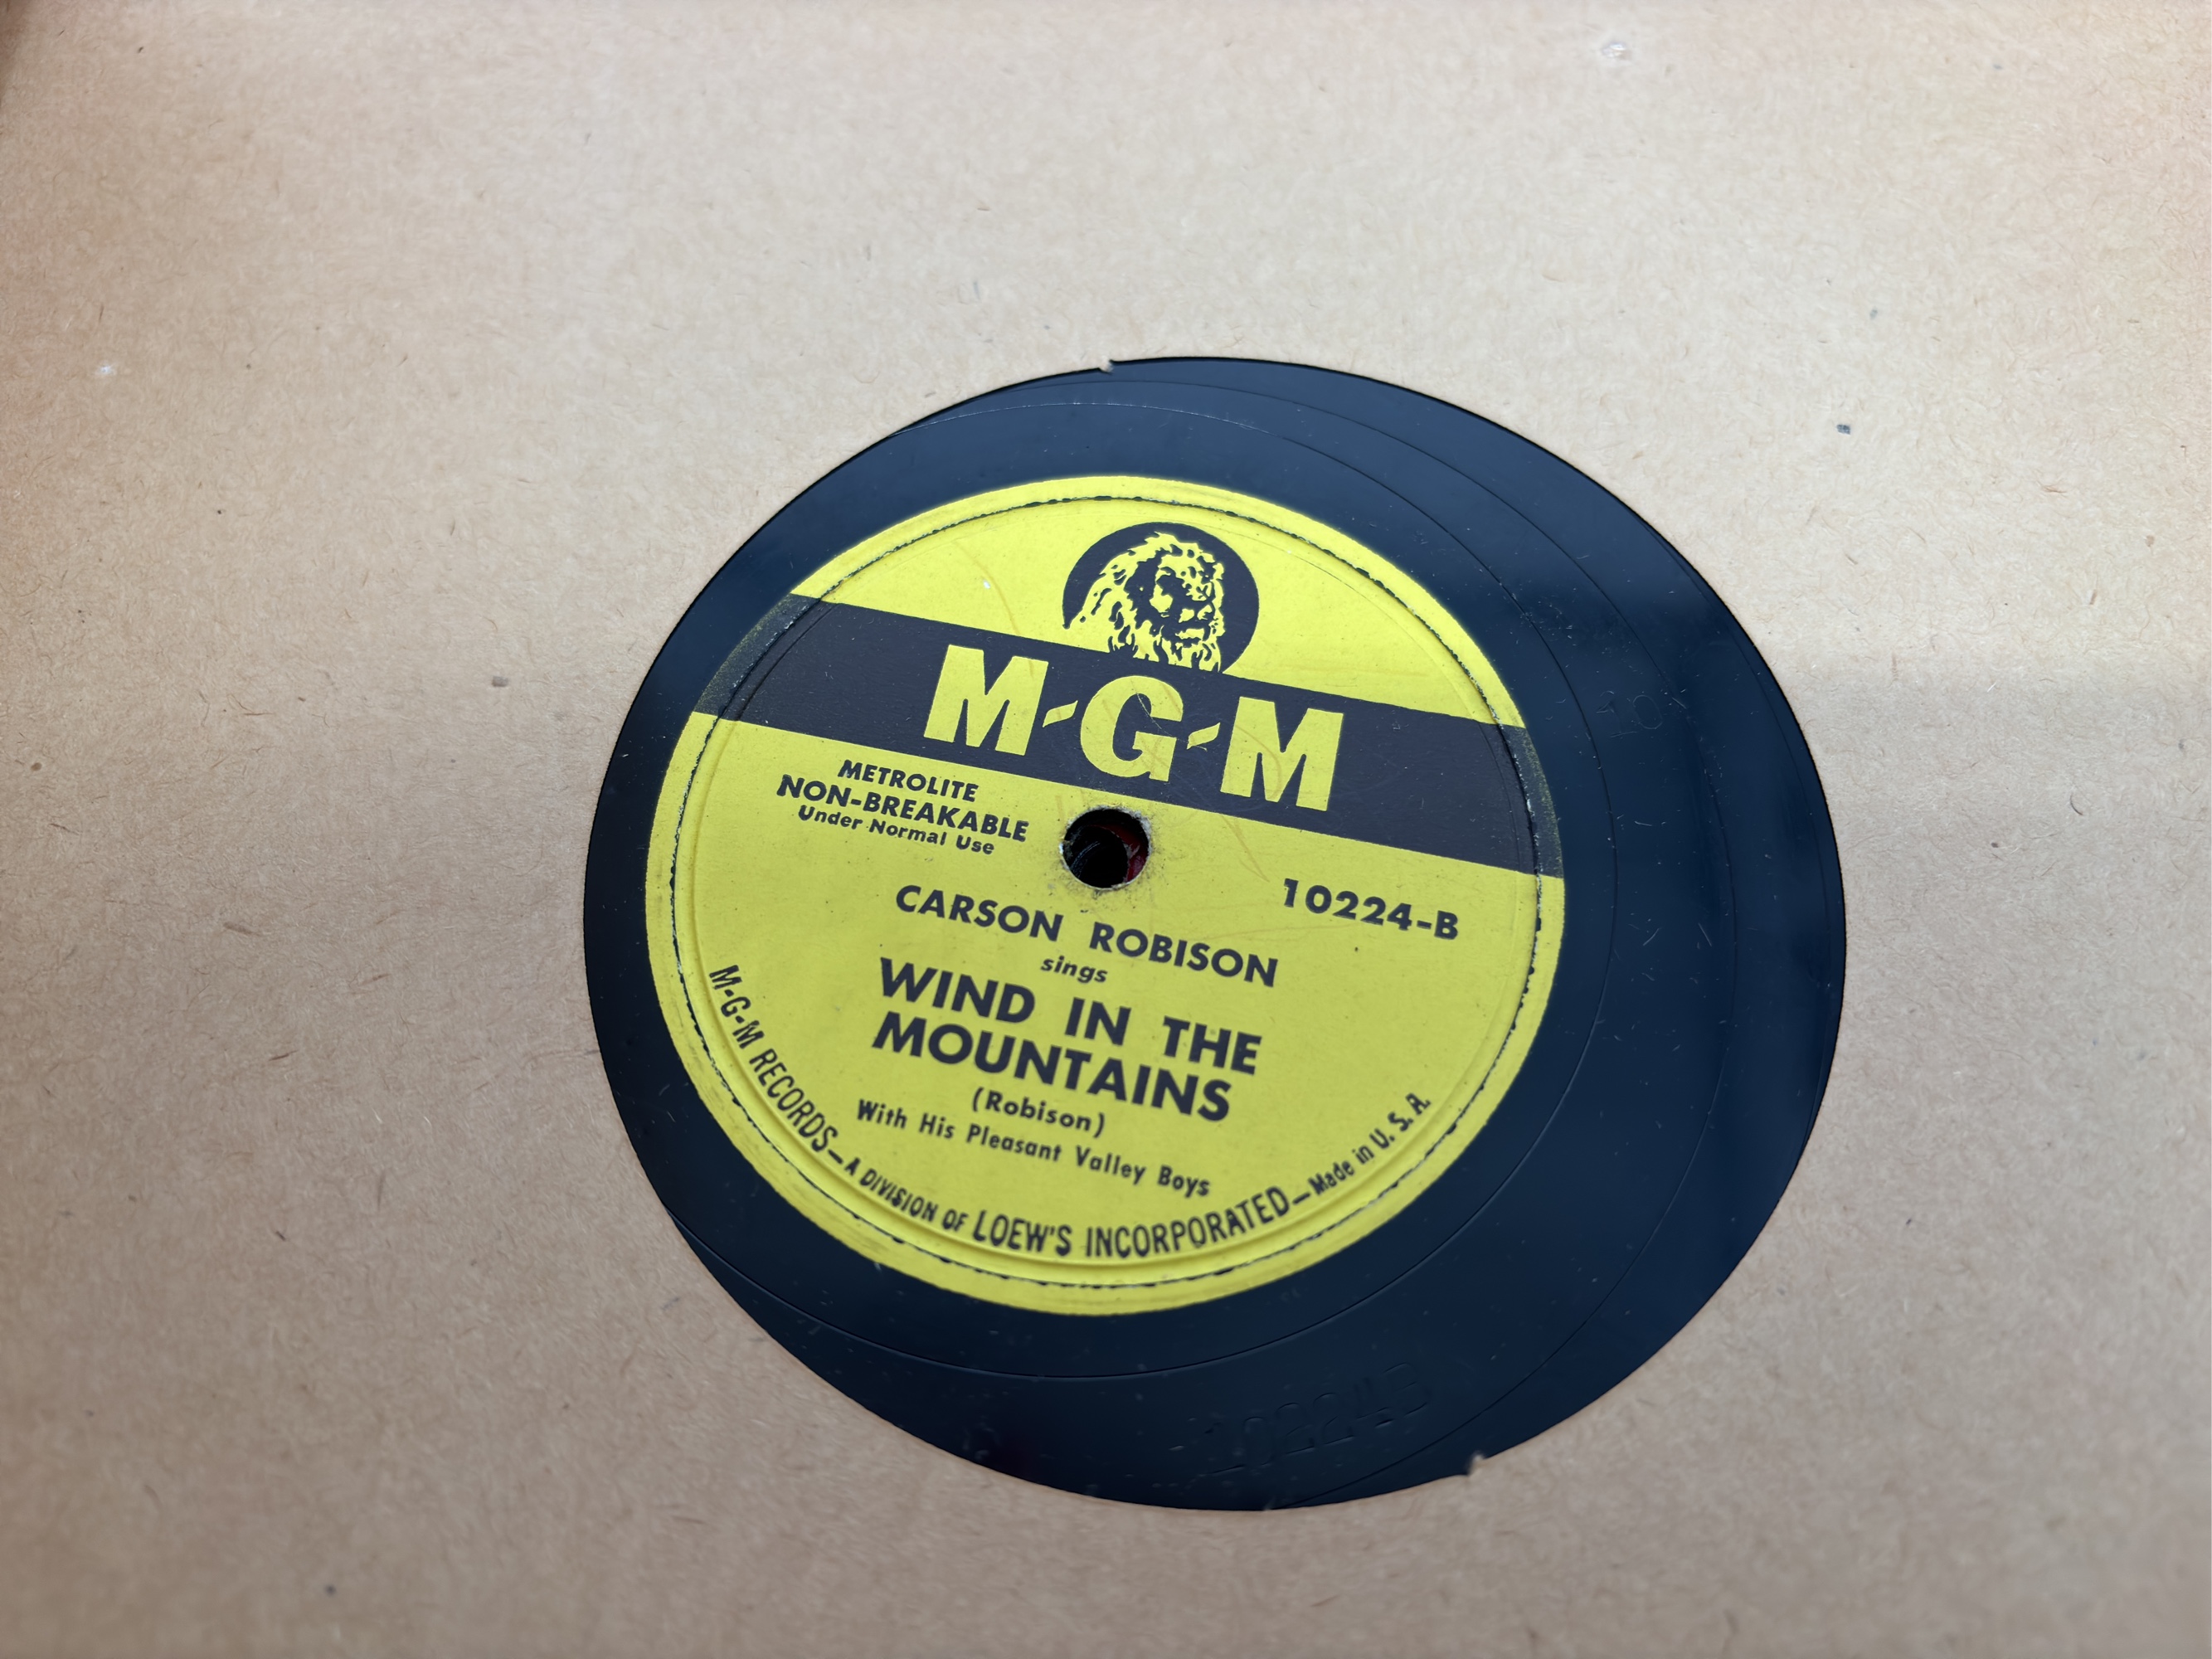 M-G-M
METROLITE
NON-BREAKABLE
Under Normal Use
10224-B
CARSON ROBISON
sings
WIND IN THE
MOUNTAINS
(Robison)
With His Pleasant Valley Boys
M-G-M RECORDS—A DIVISION OF LOEW'S INCORPORATED—Made in U. S. A.
10224B